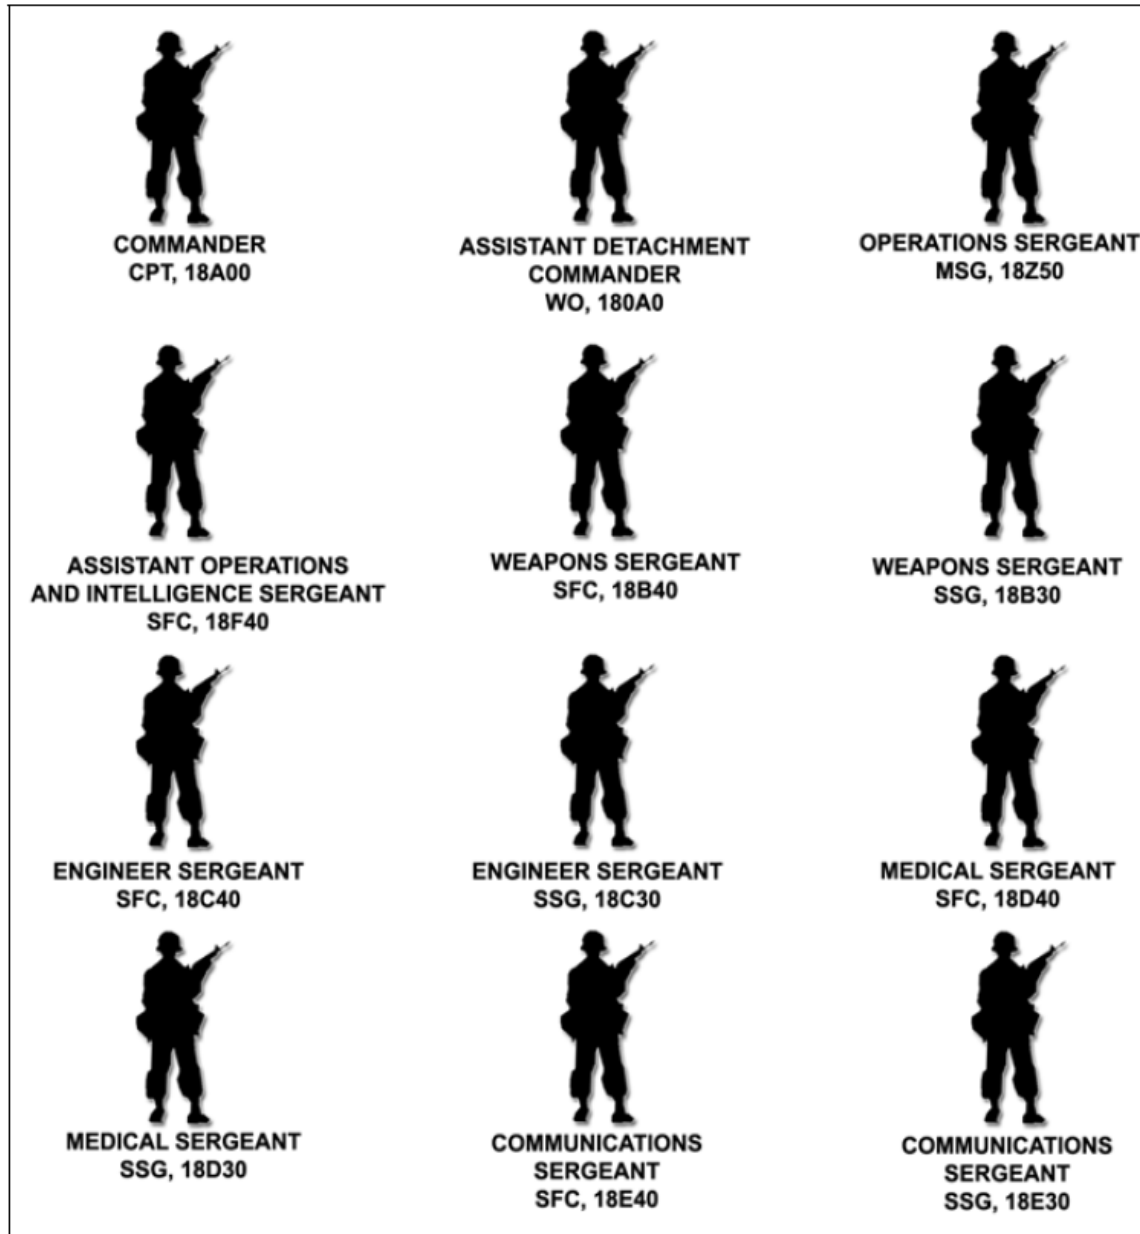 COMMANDER
CPT, 18A00
ASSISTANT DETACHMENT
COMMANDER
WO, 180A0
OPERATIONS SERGEANT
MSG, 18Z50
ASSISTANT OPERATIONS
AND INTELLIGENCE SERGEANT
SFC, 18F40
WEAPONS SERGEANT
SFC, 18B40
WEAPONS SERGEANT
SSG, 18B30
ENGINEER SERGEANT
SFC, 18C40
ENGINEER SERGEANT
SSG, 18C30
MEDICAL SERGEANT
SFC, 18D40
MEDICAL SERGEANT
SSG, 18D30
COMMUNICATIONS
SERGEANT
SFC, 18E40
COMMUNICATIONS
SERGEANT
SSG, 18E30